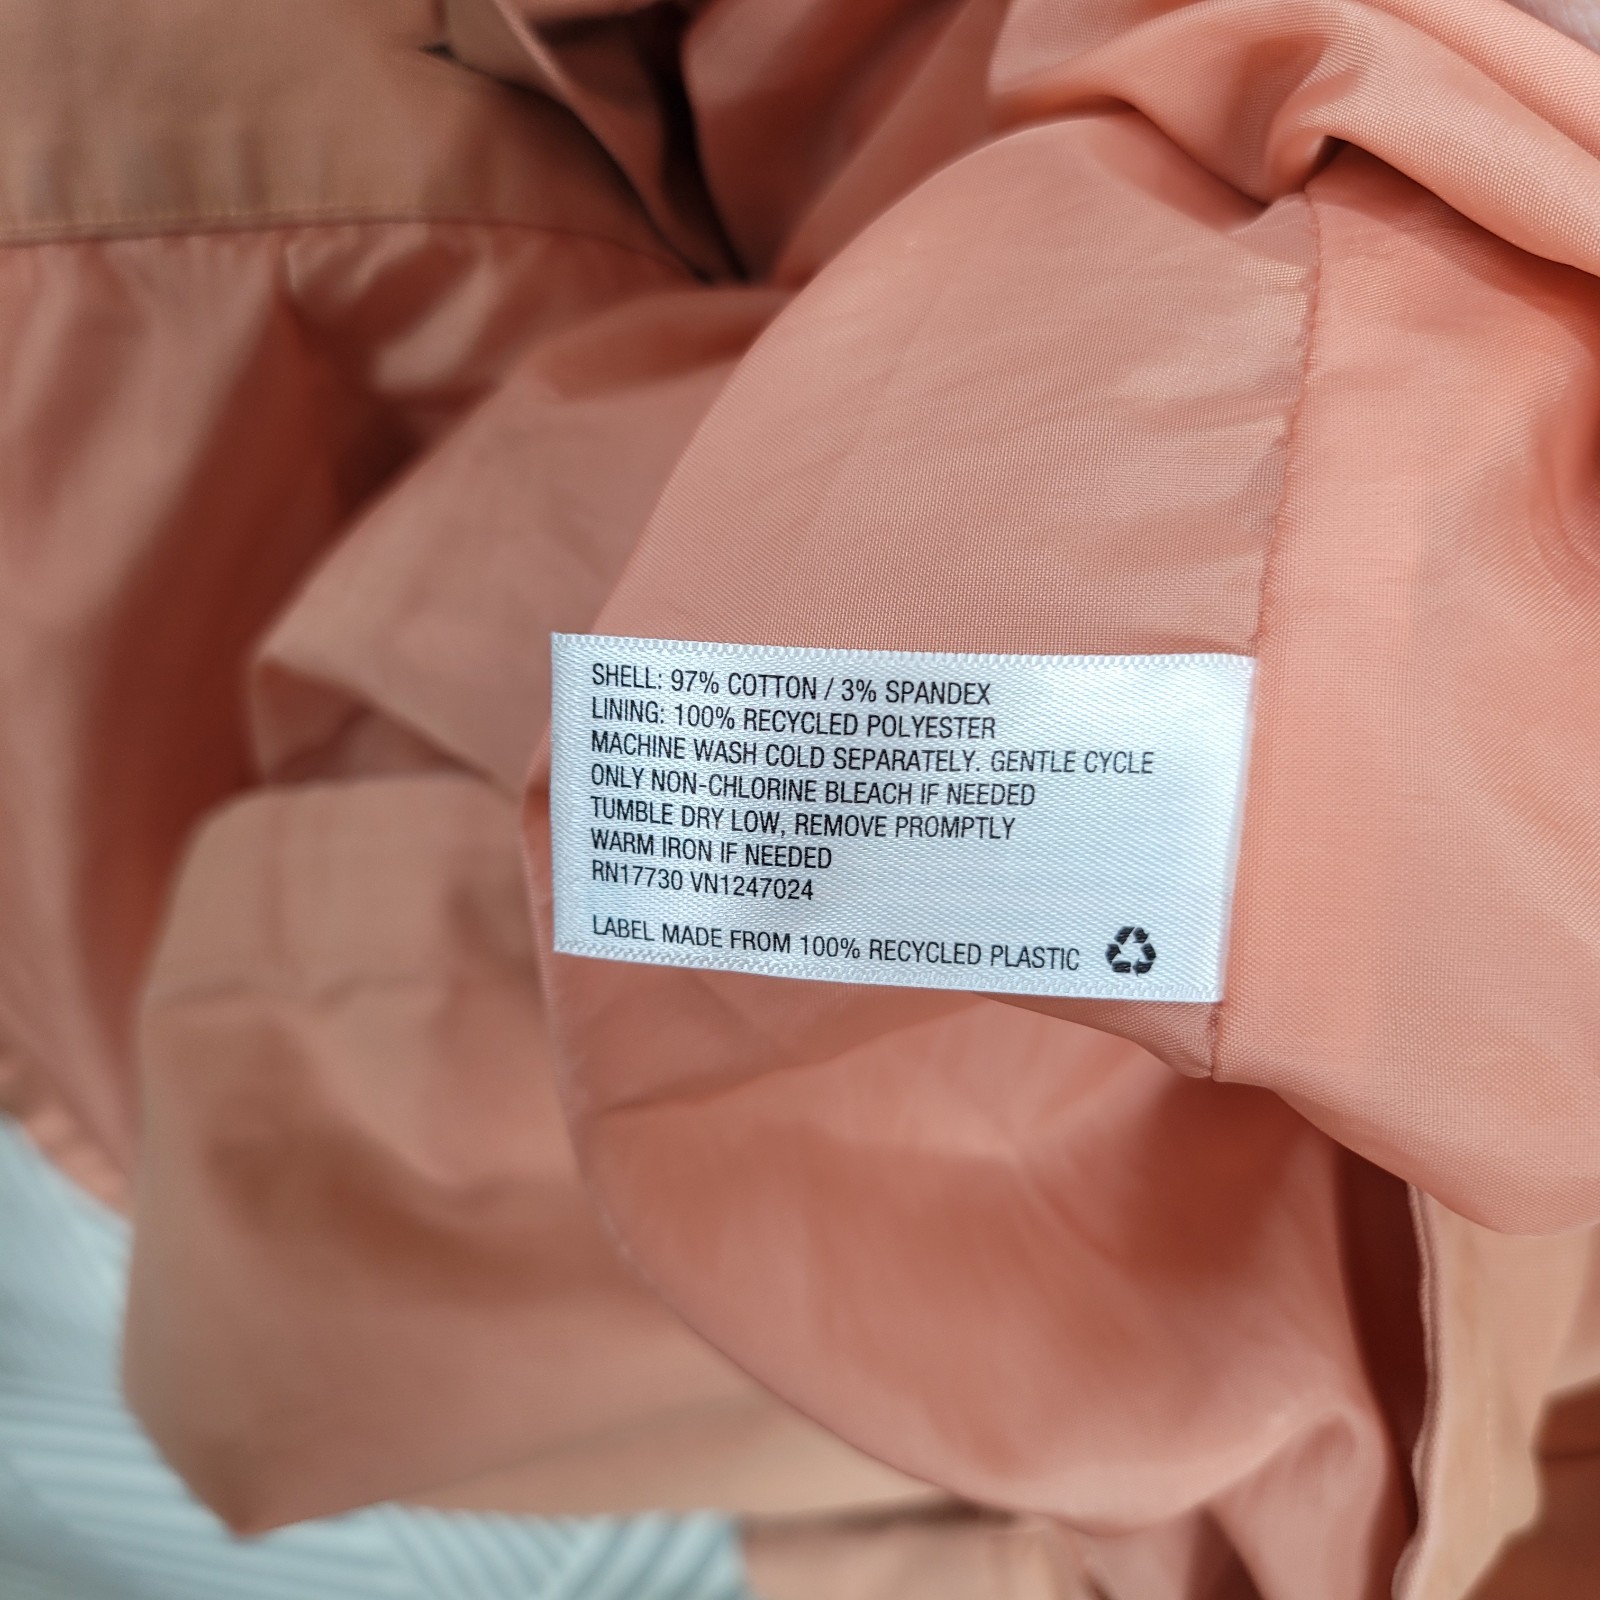 SHELL: 97% COTTON / 3% SPANDEX
LINING: 100% RECYCLED POLYESTER
MACHINE WASH COLD SEPARATELY. GENTLE CYCLE
ONLY NON-CHLORINE BLEACH IF NEEDED
TUMBLE DRY LOW, REMOVE PROMPTLY
WARM IRON IF NEEDED
RN17730 VN1247024
LABEL MADE FROM 100% RECYCLED PLASTIC